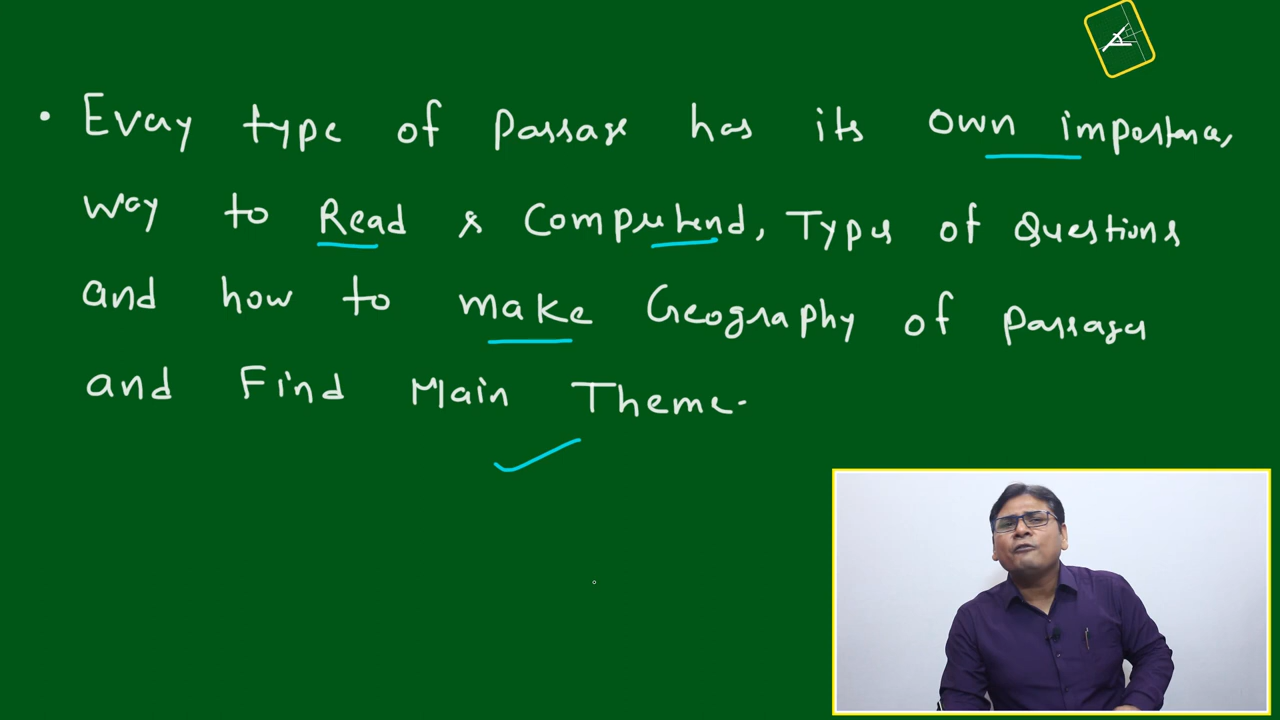 • Every type of Passage has its own importance,
way to Read & Comprehend, Types of Questions
and how to make Geography of Passages
and Find Main Theme.